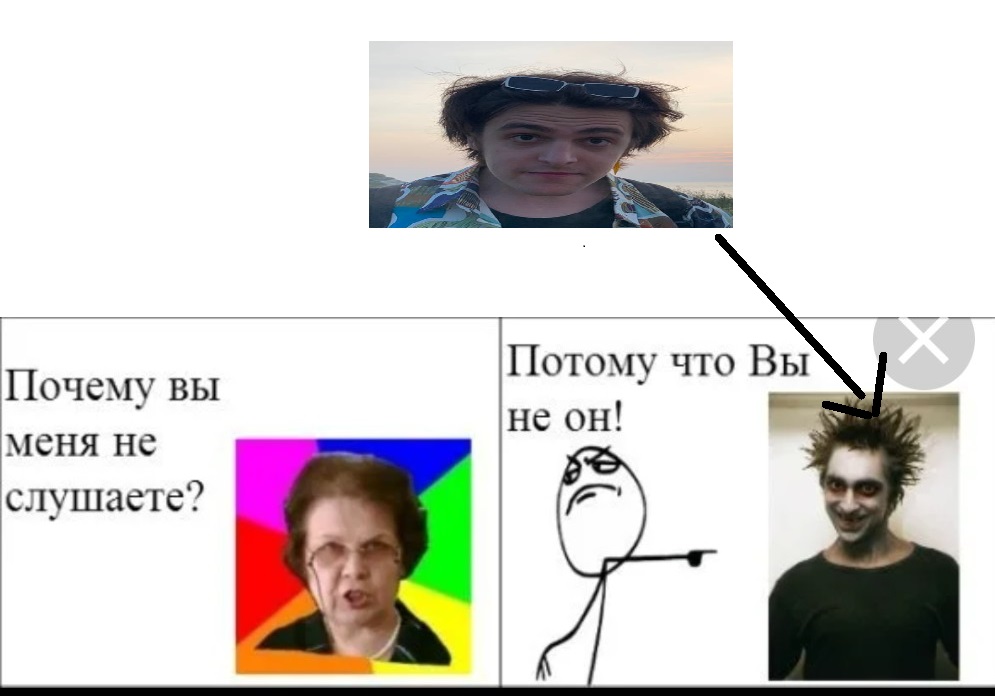 Почему вы
меня не
слушаете?
Потому что Вы
не он!